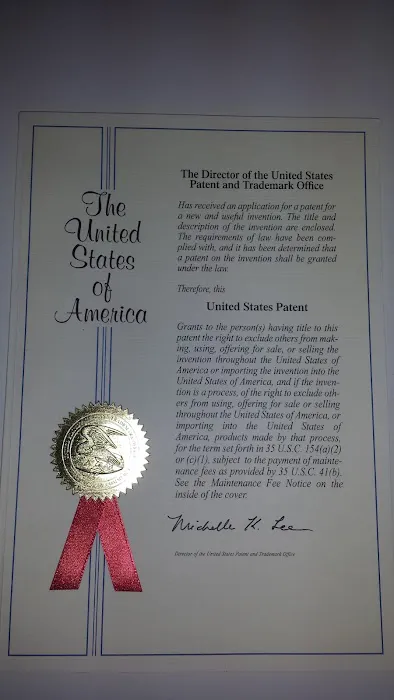 The
United
States
of
America
The Director of the United States
Patent and Trademark Office
Has received an application for a patent for
a new and useful invention. The title and
description of the invention are enclosed.
The requirements of law have been com-
plied with, and it has been determined that
a patent on the invention shall be granted
under the law.
Therefore, this
United States Patent
Grants to the person(s) having title to this
patent the right to exclude others from mak-
ing, using, offering for sale, or selling the
invention throughout the United States of
America or importing the invention into the
United States of America, and if the inven-
tion is a process, of the right to exclude oth-
ers from using, offering for sale or selling
throughout the United States of America, or
importing into the United States of
America, products made by that process,
for the term set forth in 35 U.S.C. 154(a)(2)
or (c)(1), subject to the payment of mainte-
nance fees as provided by 35 U.S.C. 41(b).
See the Maintenance Fee Notice on the
inside of the cover.
Michelle K. Lee
Director of the United States Patent and Trademark Office